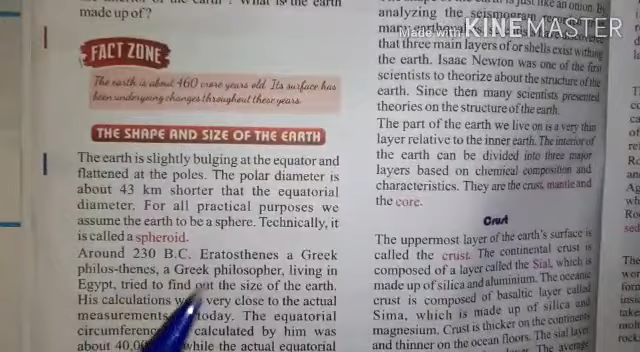 made up of?
FACT ZONE
The earth is about 460 crore years old. Its surface has
been undergoing changes throughout these years.
THE SHAPE AND SIZE OF THE EARTH
The earth is slightly bulging at the equator and
flattened at the poles. The polar diameter is
about 43 km shorter that the equatorial
diameter. For all practical purposes we
assume the earth to be a sphere. Technically, it
is called a spheroid.
Around 230 B.C. Eratosthenes a Greek
philos-thenes, a Greek philosopher, living in
Egypt, tried to find out the size of the earth.
His calculations very close to the actual
measurements today. The equatorial
circumference calculated by him was
about while the actual equatorial
is just like an onion. By
analyzing the
Made with KINEMASTER
that three main layers of or shells exist within
the earth. Isaac Newton was one of the first
scientists to theorize about the structure of the
earth. Since then many scientists presented
theories on the structure of the earth.
The part of the earth we live on is a very thin
layer relative to the inner earth. The interior of
the earth can be divided into three major
layers based on chemical composition and
characteristics. They are the crust, mantle and
the core.
Crust
The uppermost layer of the earth's surface is
called the crust. The continental crust is
composed of a layer called the Sial, which is
made up of silica and aluminium. The oceanic
crust is composed of basaltic layer called
Sima, which is made up of silica and
magnesium. Crust is thicker on the continents
and thinner on the ocean floors. The sial layer
The average